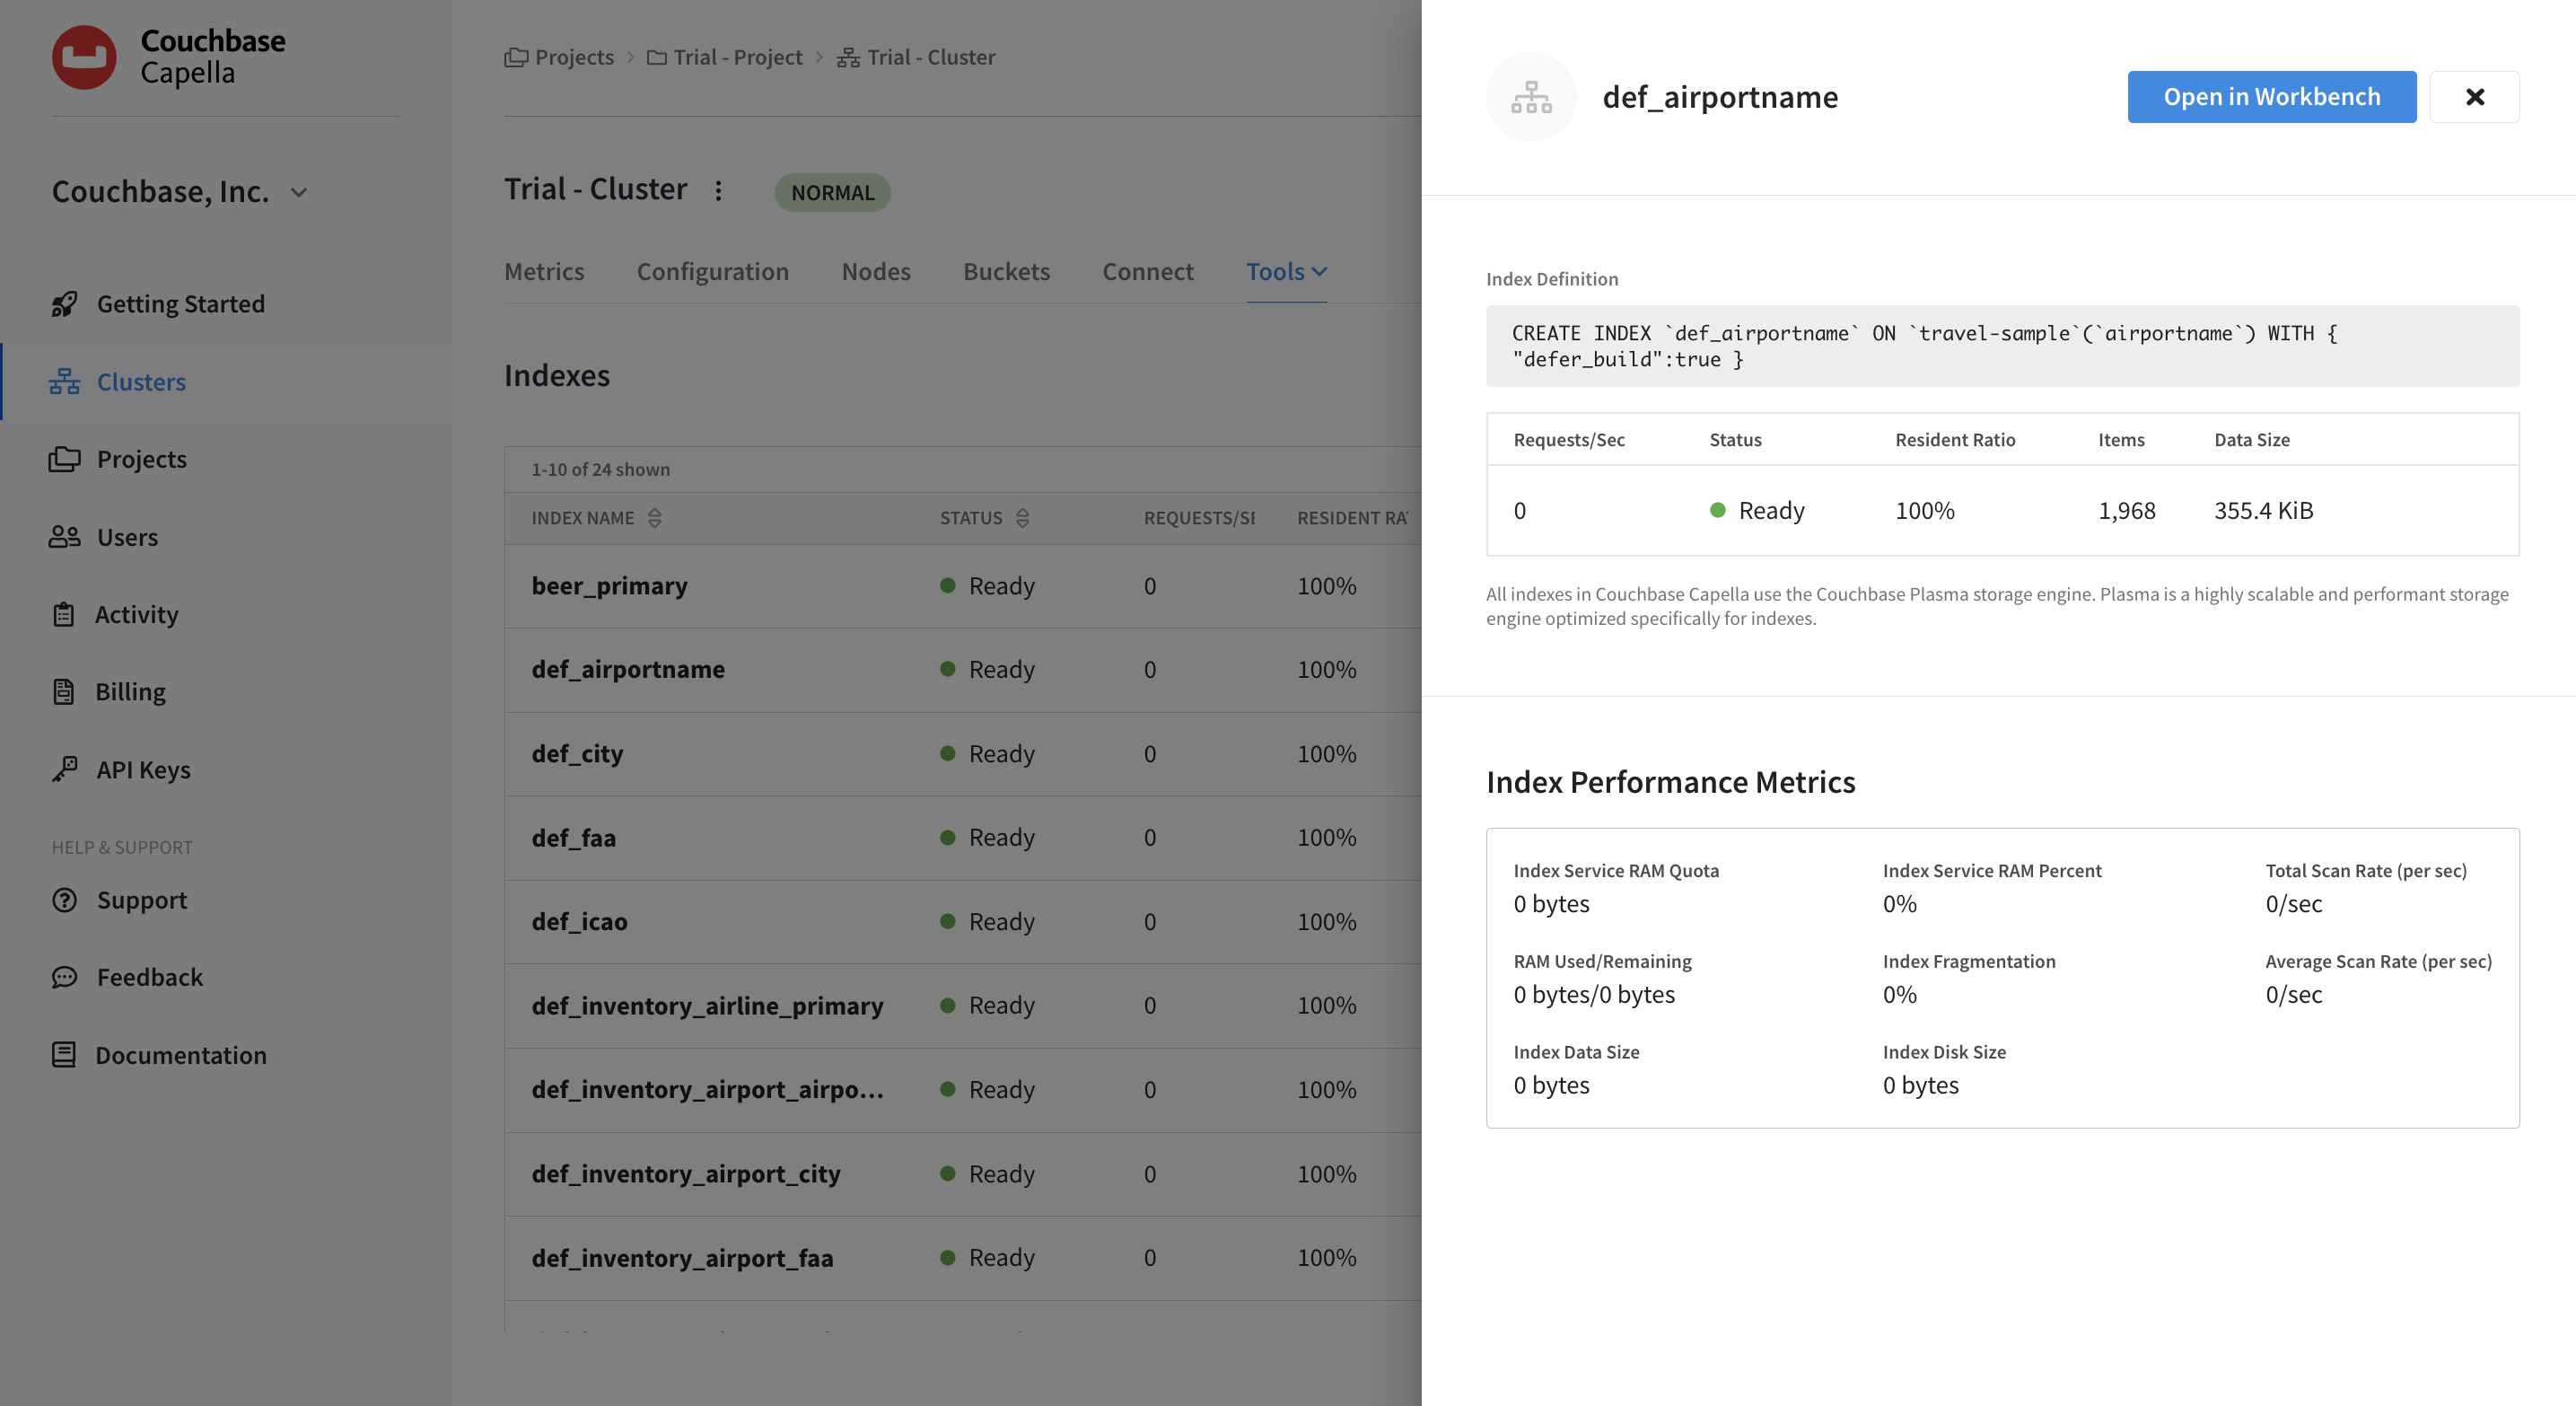 Couchbase
Capella
Couchbase, Inc.
Getting Started
Clusters
Projects
Users
Activity
Billing
API Keys
HELP & SUPPORT
Support
Feedback
Documentation
Projects > Trial - Project > Trial - Cluster
Trial - Cluster NORMAL
Metrics Configuration Nodes Buckets Connect Tools
Indexes
1-10 of 24 shown
INDEX NAME STATUS REQUESTS/SE RESIDENT RAT
beer_primary Ready 0 100%
def_airportname Ready 0 100%
def_city Ready 0 100%
def_faa Ready 0 100%
def_icao Ready 0 100%
def_inventory_airline_primary Ready 0 100%
def_inventory_airport_airpo... Ready 0 100%
def_inventory_airport_city Ready 0 100%
def_inventory_airport_faa Ready 0 100%
def_airportname Open in Workbench
Index Definition
CREATE INDEX `def_airportname` ON `travel-sample`(`airportname`) WITH {
"defer_build":true }
Requests/Sec Status Resident Ratio Items Data Size
0 Ready 100% 1,968 355.4 KiB
All indexes in Couchbase Capella use the Couchbase Plasma storage engine. Plasma is a highly scalable and performant storage
engine optimized specifically for indexes.
Index Performance Metrics
Index Service RAM Quota Index Service RAM Percent Total Scan Rate (per sec)
0 bytes 0% 0/sec
RAM Used/Remaining Index Fragmentation Average Scan Rate (per sec)
0 bytes/0 bytes 0% 0/sec
Index Data Size Index Disk Size
0 bytes 0 bytes